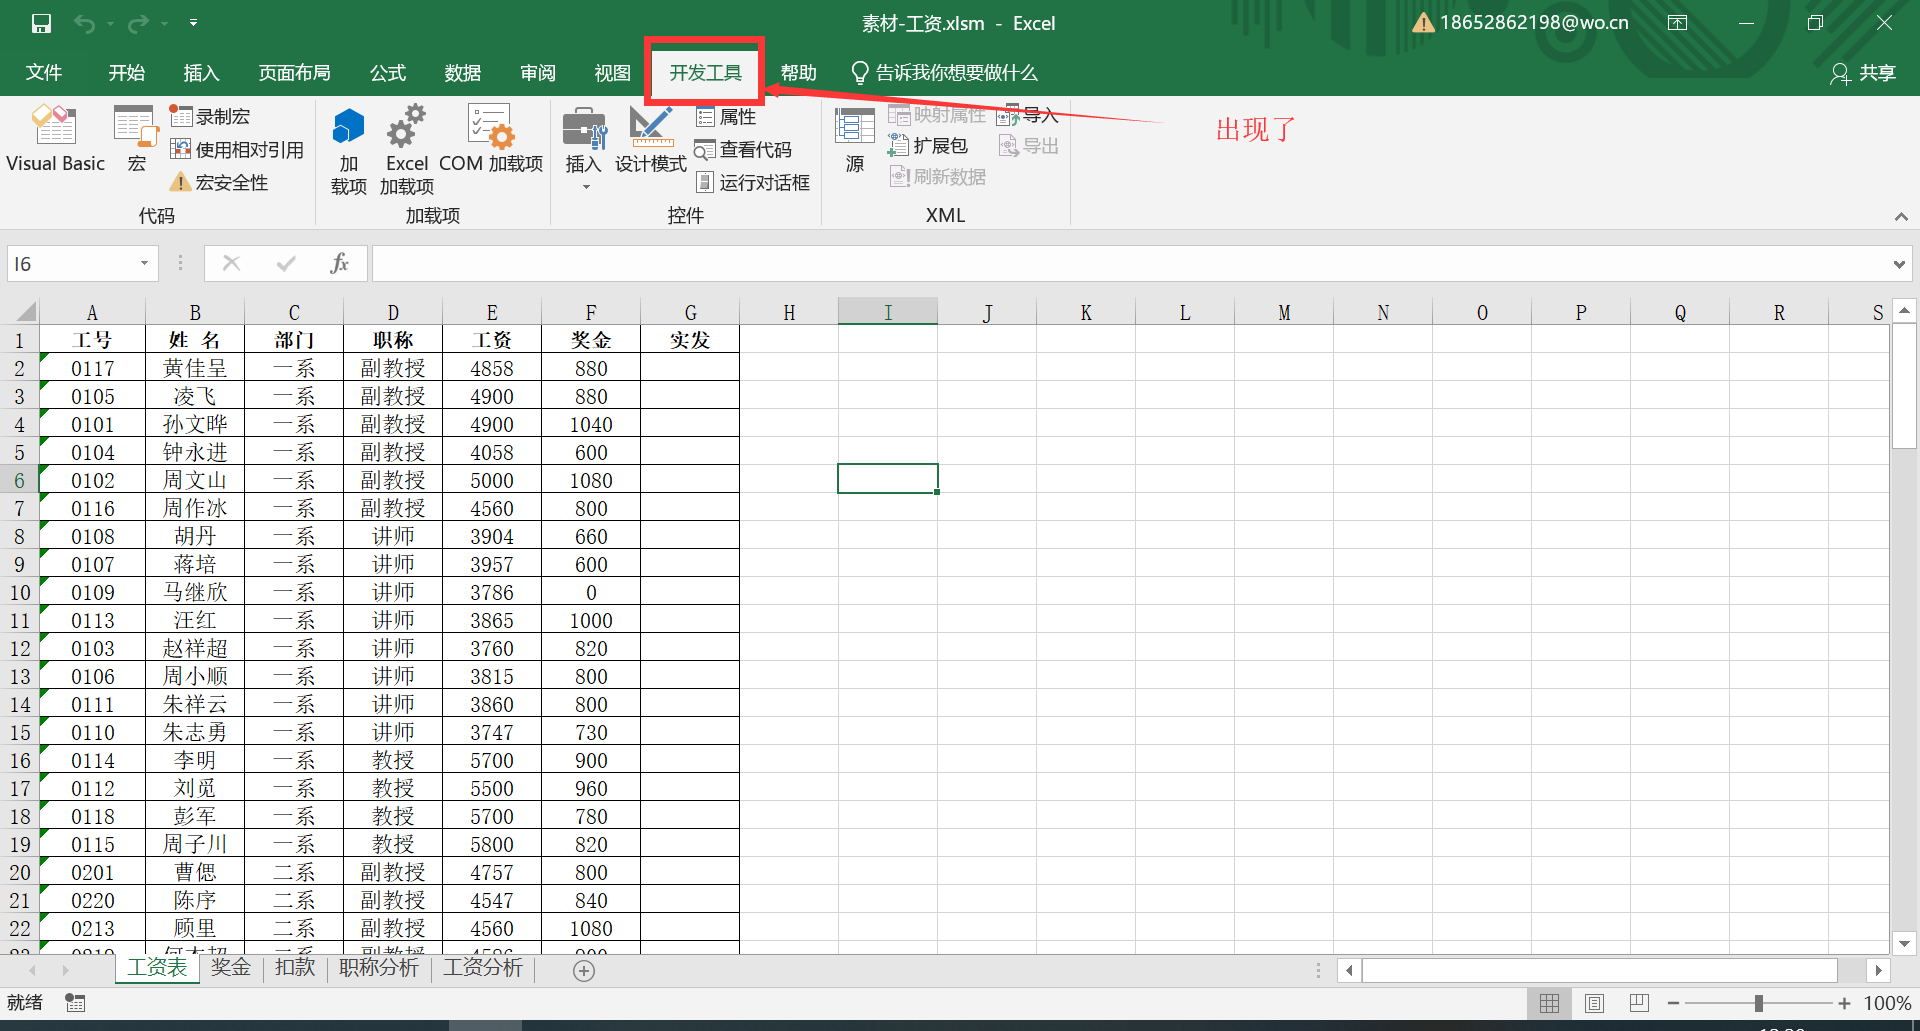 素材-工资.xlsm - Excel
18652862198@wo.cn
文件 开始 插入 页面布局 公式 数据 审阅 视图 开发工具 帮助 告诉我你想要做什么 共享
Visual Basic
宏
录制宏
使用相对引用
宏安全性
代码
加
载项
Excel
加载项
COM 加载项
加载项
插入
设计模式
属性
查看代码
运行对话框
控件
源
映射属性
扩展包
刷新数据
导入
导出
XML
出现了
I6
fx
A B C D E F G H I J K L M N O P Q R S
1 工号 姓 名 部门 职称 工资 奖金 实发
2 0117 黄佳呈 一系 副教授 4858 880
3 0105 凌飞 一系 副教授 4900 880
4 0101 孙文晔 一系 副教授 4900 1040
5 0104 钟永进 一系 副教授 4058 600
6 0102 周文山 一系 副教授 5000 1080
7 0116 周作冰 一系 副教授 4560 800
8 0108 胡丹 一系 讲师 3904 660
9 0107 蒋培 一系 讲师 3957 600
10 0109 马继欣 一系 讲师 3786 0
11 0113 汪红 一系 讲师 3865 1000
12 0103 赵祥超 一系 讲师 3760 820
13 0106 周小顺 一系 讲师 3815 800
14 0111 朱祥云 一系 讲师 3860 800
15 0110 朱志勇 一系 讲师 3747 730
16 0114 李明 一系 教授 5700 900
17 0112 刘觅 一系 教授 5500 960
18 0118 彭军 一系 教授 5700 780
19 0115 周子川 一系 教授 5800 820
20 0201 曹偲 二系 副教授 4757 800
21 0220 陈序 二系 副教授 4547 840
22 0213 顾里 二系 副教授 4560 1080
工资表 奖金 扣款 职称分析 工资分析
就绪
100%